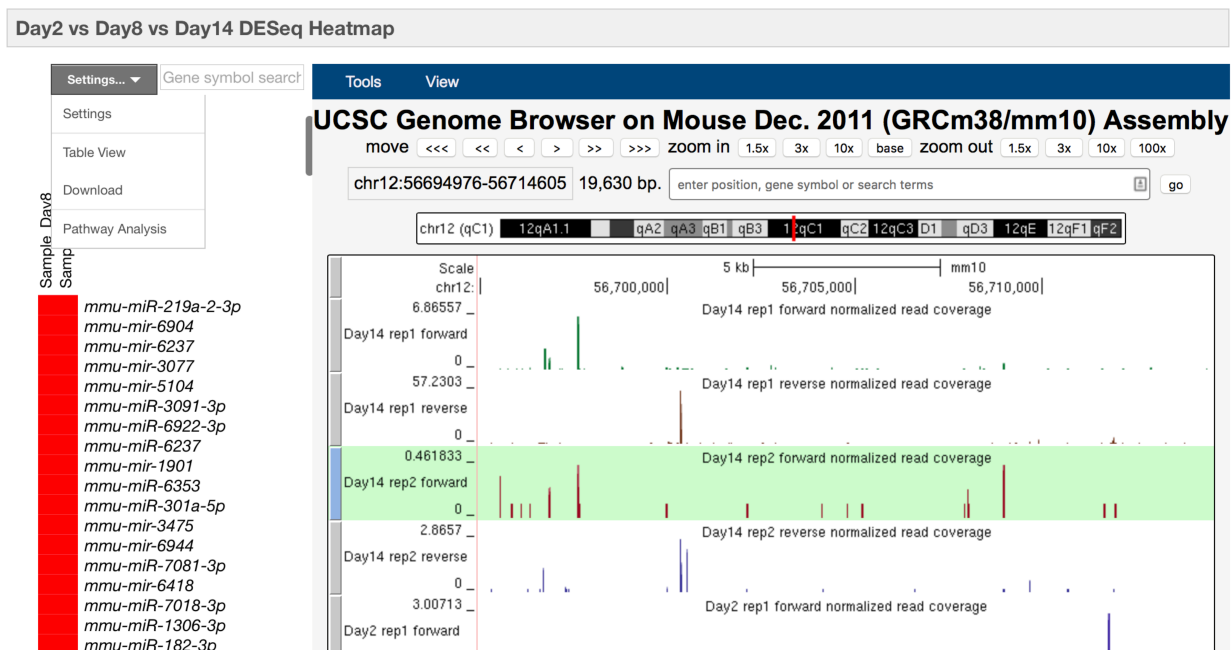 Day2 vs Day8 vs Day14 DESeq Heatmap
Settings...
Gene symbol search
Settings
Table View
Download
Pathway Analysis
Sample_Day8
Samp
mmu-miR-219a-2-3p
mmu-mir-6904
mmu-mir-6237
mmu-mir-3077
mmu-mir-5104
mmu-miR-3091-3p
mmu-miR-6922-3p
mmu-miR-6237
mmu-mir-1901
mmu-miR-6353
mmu-miR-301a-5p
mmu-mir-3475
mmu-mir-6944
mmu-miR-7081-3p
mmu-mir-6418
mmu-miR-7018-3p
mmu-miR-1306-3p
mmu-miR-182-3p
Tools View
UCSC Genome Browser on Mouse Dec. 2011 (GRCm38/mm10) Assembly
move <<< << < > >> >>> zoom in 1.5x 3x 10x base zoom out 1.5x 3x 10x 100x
chr12:56694976-56714605 19,630 bp. enter position, gene symbol or search terms go
chr12 (qC1) 12qA1.1 qA2 qA3 qB1 qB3 12qC1 qC2 12qC3 D1 qD3 12qE 12qF1 qF2
Scale 5 kb mm10
chr12: 56,700,000 56,705,000 56,710,000
6.86557 _ Day14 rep1 forward normalized read coverage
Day14 rep1 forward
0 _
57.2303 _ Day14 rep1 reverse normalized read coverage
Day14 rep1 reverse
0 _
0.461833 _ Day14 rep2 forward normalized read coverage
Day14 rep2 forward
0 _
2.8657 _ Day14 rep2 reverse normalized read coverage
Day14 rep2 reverse
0 _
3.00713 _ Day2 rep1 forward normalized read coverage
Day2 rep1 forward